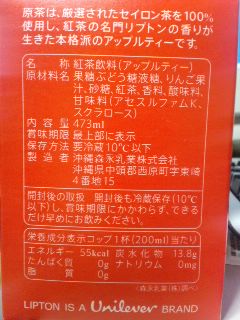 原茶は、厳選されたセイロン茶を100%
使用し、紅茶の名門リプトンの香りが
生きた本格派のアップルティーです。
名 称 紅茶飲料(アップルティー)
原材料名 果糖ぶどう糖液糖、りんご果
汁、砂糖、紅茶、香料、酸味料、
甘味料(アセスルファムK、
スクラロース)
内 容 量 473ml
賞味期限 最上部に表示
保存方法 要冷蔵10℃以下
製 造 者 沖縄森永乳業株式会社
沖縄県中頭郡西原町字東崎
4番地15
開封後の取扱 開封後も冷蔵保存(10℃
以下)し、賞味期限にかかわらず、できる
だけ早めにお飲みください。
栄養成分表示コップ1杯(200ml)当たり
エネルギー 55kcal 炭水化物 13.8g
たんぱく質 0g ナトリウム 0mg
脂 質 0g
(森永乳業(株)調べ)
LIPTON IS A Unilever BRAND